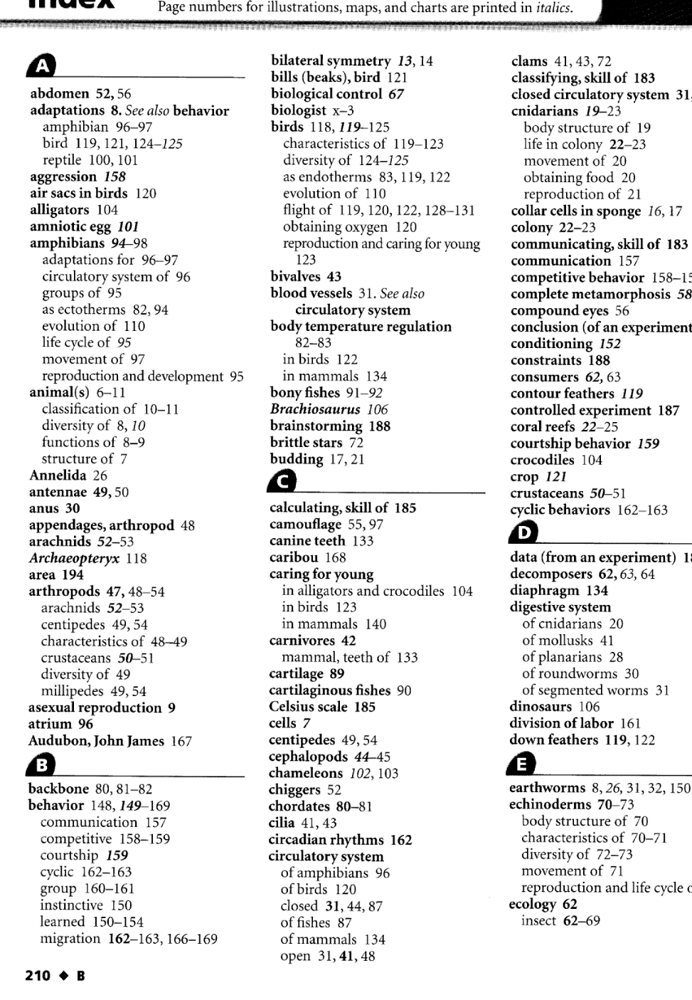 Index
Page numbers for illustrations, maps, and charts are printed in italics.
A
abdomen 52, 56
adaptations 8. See also behavior
amphibian 96–97
bird 119, 121, 124–125
reptile 100, 101
aggression 158
air sacs in birds 120
alligators 104
amniotic egg 101
amphibians 94–98
adaptations for 96–97
circulatory system of 96
groups of 95
as ectotherms 82, 94
evolution of 110
life cycle of 95
movement of 97
reproduction and development 95
animal(s) 6–11
classification of 10–11
diversity of 8, 10
functions of 8–9
structure of 7
Annelida 26
antennae 49, 50
anus 30
appendages, arthropod 48
arachnids 52–53
Archaeopteryx 118
area 194
arthropods 47, 48–54
arachnids 52–53
centipedes 49, 54
characteristics of 48–49
crustaceans 50–51
diversity of 49
millipedes 49, 54
asexual reproduction 9
atrium 96
Audubon, John James 167
B
backbone 80, 81–82
behavior 148, 149–169
communication 157
competitive 158–159
courtship 159
cyclic 162–163
group 160–161
instinctive 150
learned 150–154
migration 162–163, 166–169
bilateral symmetry 13, 14
bills (beaks), bird 121
biological control 67
biologist x–3
birds 118, 119–125
characteristics of 119–123
diversity of 124–125
as endotherms 83, 119, 122
evolution of 110
flight of 119, 120, 122, 128–131
obtaining oxygen 120
reproduction and caring for young
123
bivalves 43
blood vessels 31. See also
circulatory system
body temperature regulation
82–83
in birds 122
in mammals 134
bony fishes 91–92
Brachiosaurus 106
brainstorming 188
brittle stars 72
budding 17, 21
C
calculating, skill of 185
camouflage 55, 97
canine teeth 133
caribou 168
caring for young
in alligators and crocodiles 104
in birds 123
in mammals 140
carnivores 42
mammal, teeth of 133
cartilage 89
cartilaginous fishes 90
Celsius scale 185
cells 7
centipedes 49, 54
cephalopods 44–45
chameleons 102, 103
chiggers 52
chordates 80–81
cilia 41, 43
circadian rhythms 162
circulatory system
of amphibians 96
of birds 120
closed 31, 44, 87
of fishes 87
of mammals 134
open 31, 41, 48
clams 41, 43, 72
classifying, skill of 183
closed circulatory system 31,
cnidarians 19–23
body structure of 19
life in colony 22–23
movement of 20
obtaining food 20
reproduction of 21
collar cells in sponge 16, 17
colony 22–23
communicating, skill of 183
communication 157
competitive behavior 158–15
complete metamorphosis 58
compound eyes 56
conclusion (of an experiment
conditioning 152
constraints 188
consumers 62, 63
contour feathers 119
controlled experiment 187
coral reefs 22–25
courtship behavior 159
crocodiles 104
crop 121
crustaceans 50–51
cyclic behaviors 162–163
D
data (from an experiment) 18
decomposers 62, 63, 64
diaphragm 134
digestive system
of cnidarians 20
of mollusks 41
of planarians 28
of roundworms 30
of segmented worms 31
dinosaurs 106
division of labor 161
down feathers 119, 122
E
earthworms 8, 26, 31, 32, 150
echinoderms 70–73
body structure of 70
characteristics of 70–71
diversity of 72–73
movement of 71
reproduction and life cycle o
ecology 62
insect 62–69
210 ◆ B